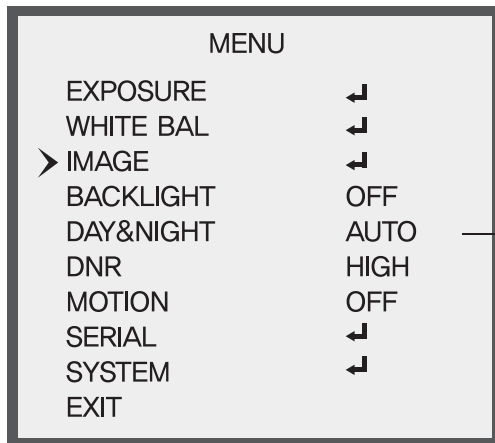 MENU
EXPOSURE ↲
WHITE BAL ↲
IMAGE ↲
BACKLIGHT OFF
DAY&NIGHT AUTO
DNR HIGH
MOTION OFF
SERIAL ↲
SYSTEM ↲
EXIT